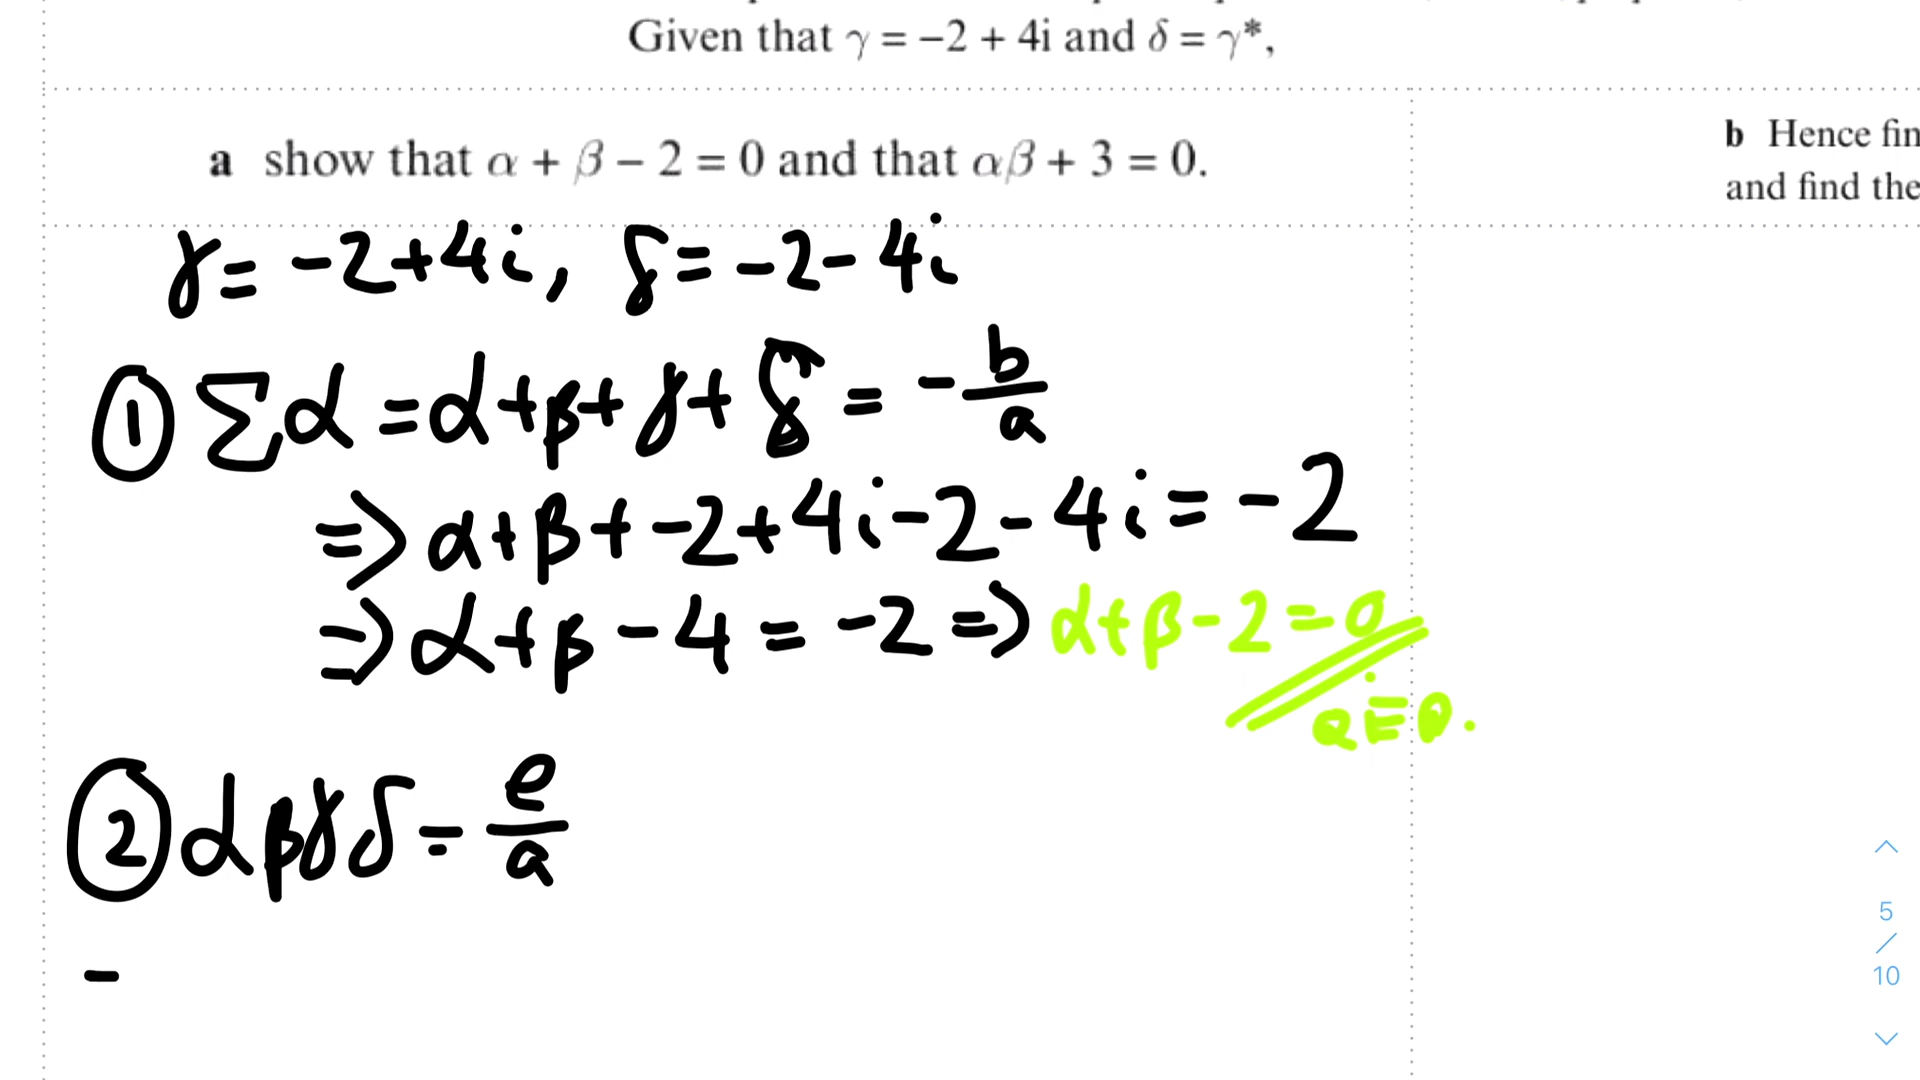 Given that γ = −2 + 4i and δ = γ*,
a show that α + β − 2 = 0 and that αβ + 3 = 0.
b Hence fin
and find the
γ = −2+4i, δ = −2−4i
① Σα = α+β+γ+δ = −b/a
⇒ α+β+−2+4i−2−4i = −2
⇒ α+β−4 = −2 ⇒ α+β−2=0
② αβγδ = e/a
−
5
/
10